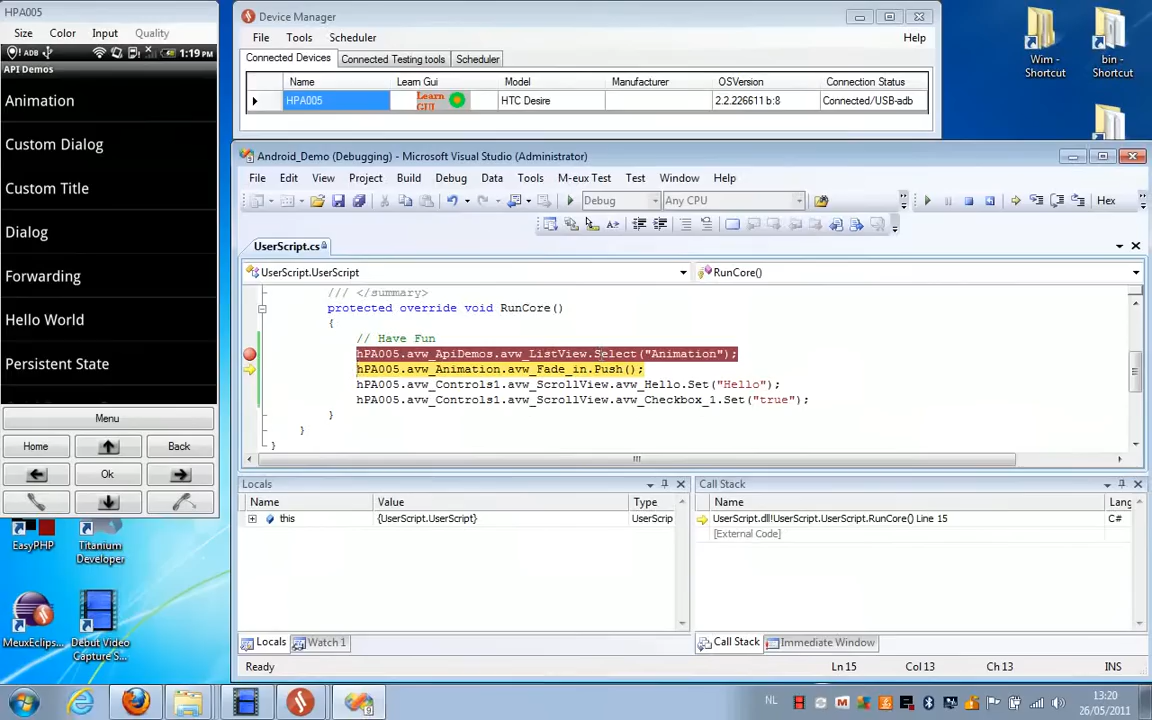 HPA005
Size Color Input Quality
ADB 1:19 PM
API Demos
Animation
Custom Dialog
Custom Title
Dialog
Forwarding
Hello World
Persistent State
Menu
Home Back
Ok
EasyPHP
Titanium Developer
MeuxEclips...
Debut Video Capture S...
Device Manager
File Tools Scheduler Help
Connected Devices Connected Testing tools Scheduler
Name Learn Gui Model Manufacturer OSVersion Connection Status
HPA005 Learn GUI HTC Desire 2.2.226611 b:8 Connected/USB-adb
Wim - Shortcut
bin - Shortcut
Android_Demo (Debugging) - Microsoft Visual Studio (Administrator)
File Edit View Project Build Debug Data Tools M-eux Test Test Window Help
Debug Any CPU Hex
UserScript.cs
UserScript.UserScript RunCore()
/// </summary>
protected override void RunCore()
{
// Have Fun
hPA005.avw_ApiDemos.avw_ListView.Select("Animation");
hPA005.avw_Animation.avw_Fade_in.Push();
hPA005.avw_Controls1.avw_ScrollView.avw_Hello.Set("Hello");
hPA005.avw_Controls1.avw_ScrollView.avw_Checkbox_1.Set("true");
}
}
}
Locals
Name Value Type
this {UserScript.UserScript} UserScrip
Call Stack
Name Lang
UserScript.dll!UserScript.UserScript.RunCore() Line 15 C#
[External Code]
Locals Watch 1
Call Stack Immediate Window
Ready Ln 15 Col 13 Ch 13 INS
NL
13:20
26/05/2011